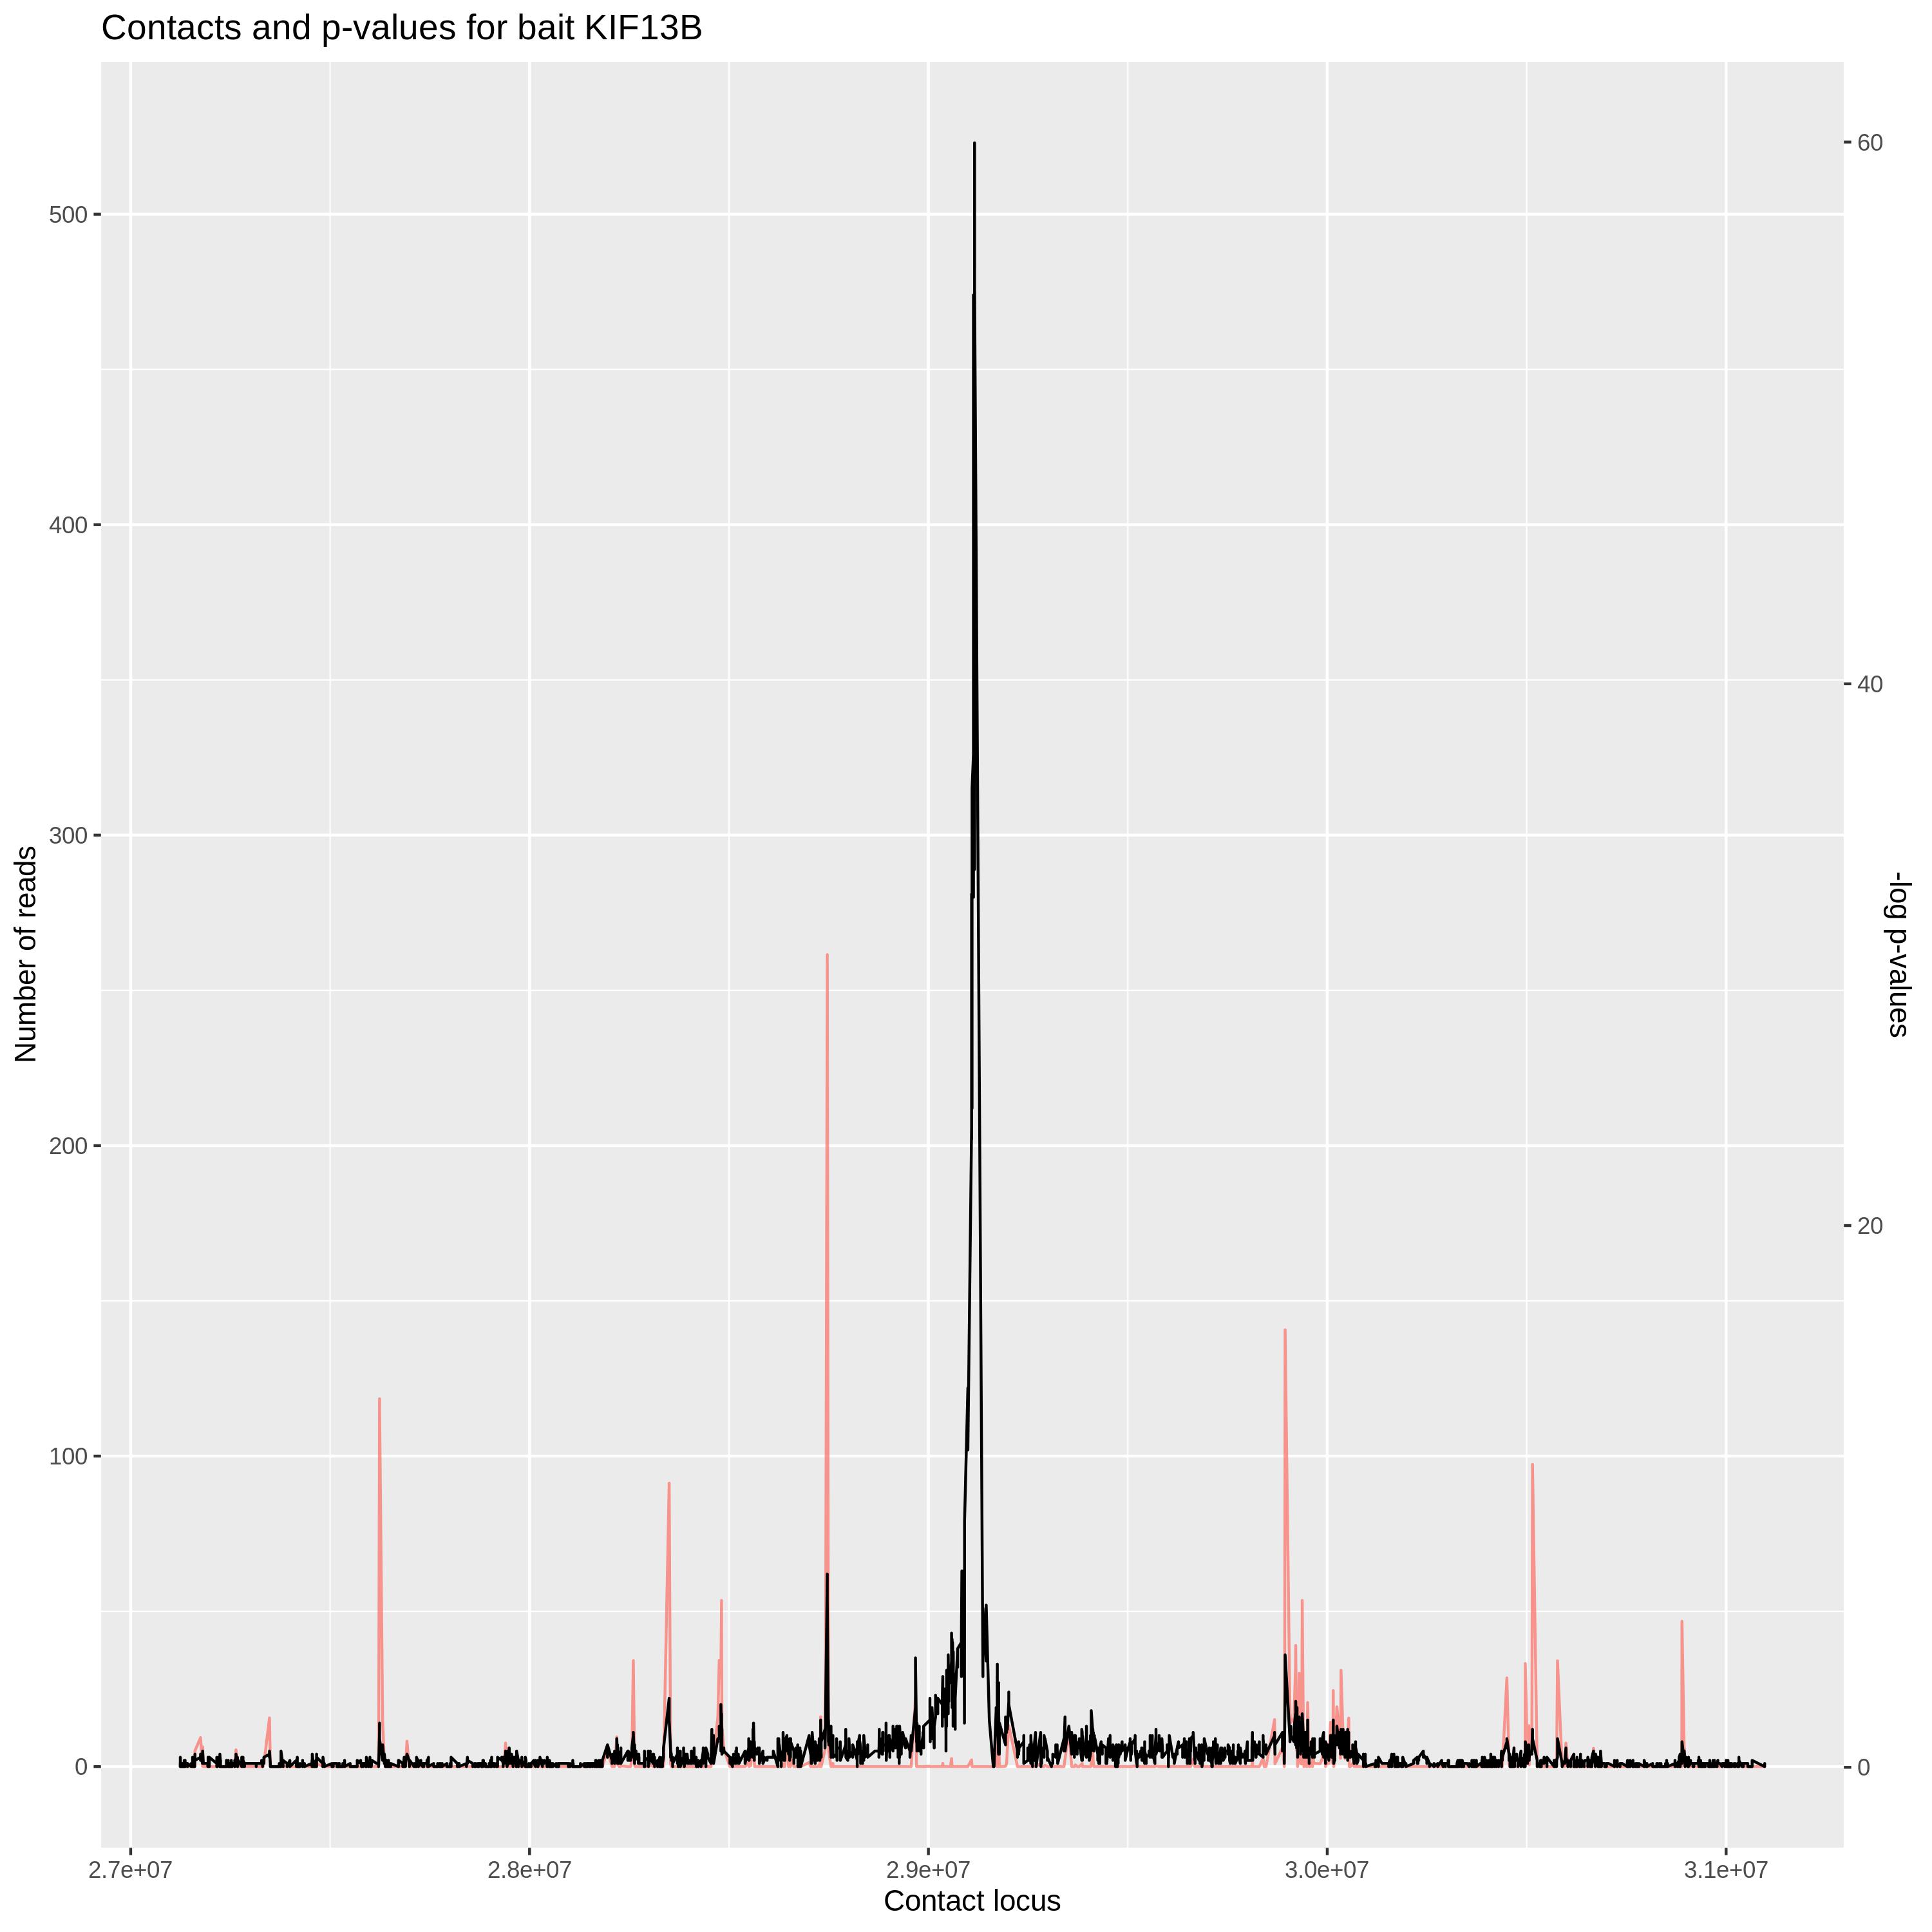 Contacts and p-values for bait KIF13B
Number of reads
500
400
300
200
100
0
60
40
20
0
-log p-values
2.7e+07
2.8e+07
2.9e+07
3.0e+07
3.1e+07
Contact locus